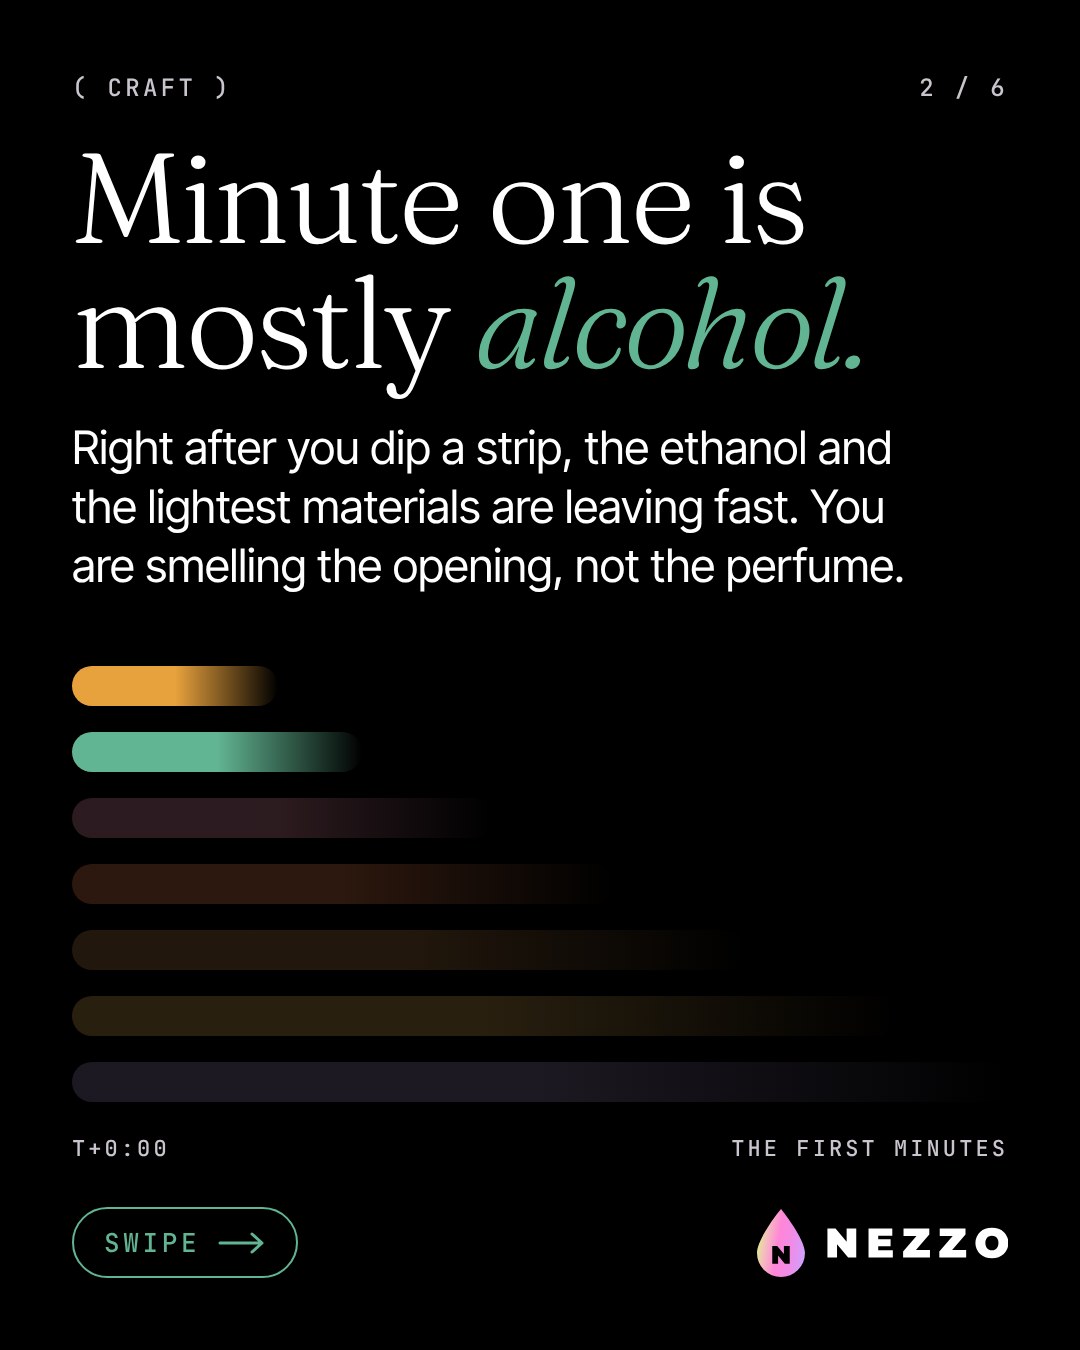 ( CRAFT )
2 / 6
Minute one is
mostly alcohol.
Right after you dip a strip, the ethanol and
the lightest materials are leaving fast. You
are smelling the opening, not the perfume.
T+0:00
THE FIRST MINUTES
SWIPE →
N NEZZO